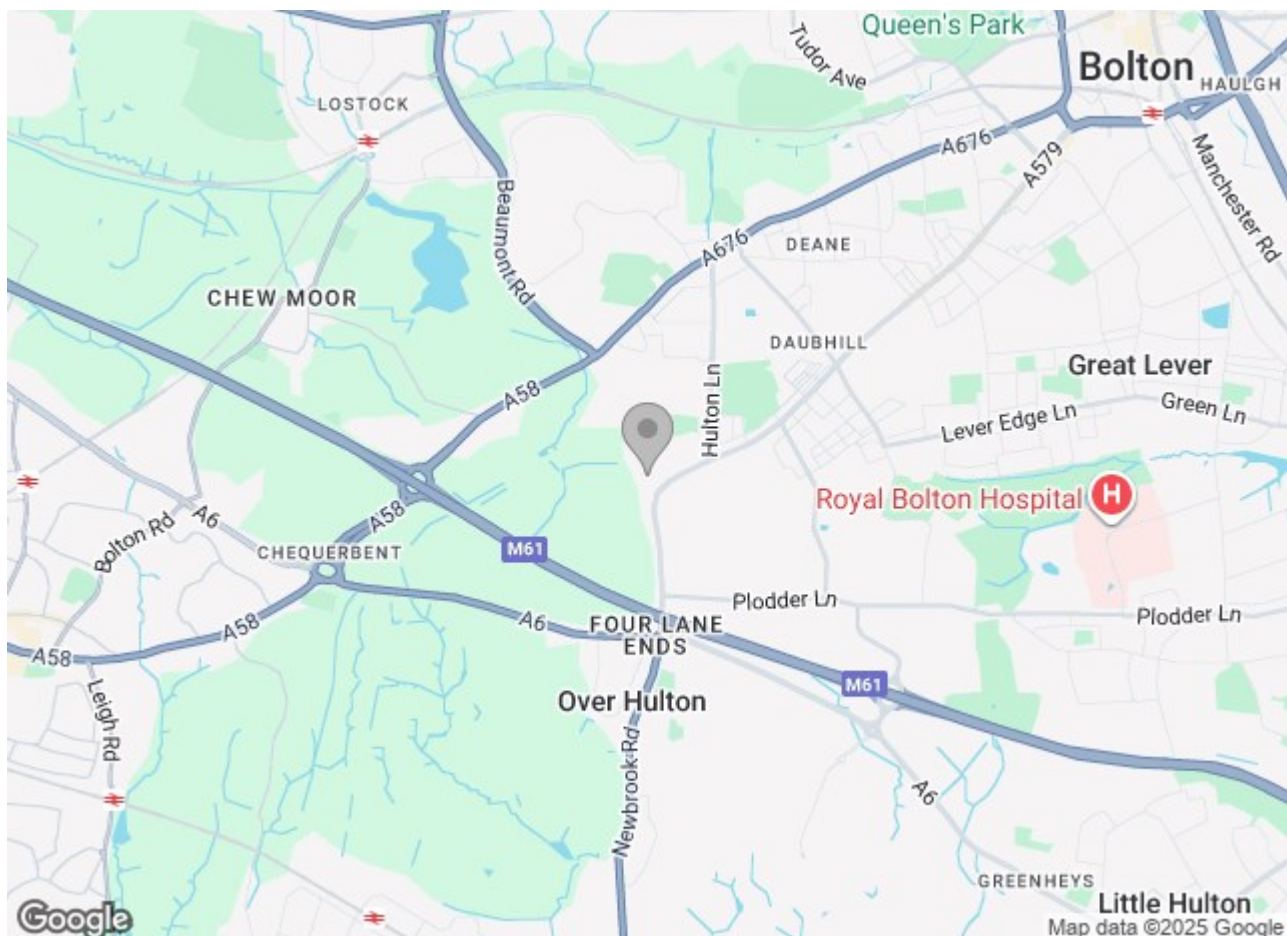 Queen's Park
Tudor Ave
Bolton
HAULGH
LOSTOCK
A676
A579
Manchester Rd
Beaumont Rd
A676
DEANE
CHEW MOOR
DAUBHILL
Great Lever
A58
Hulton Ln
Green Ln
Lever Edge Ln
Royal Bolton Hospital
H
A6
A58
Bolton Rd
CHEQUERBENT
M61
Plodder Ln
Plodder Ln
A6
FOUR LANE
ENDS
A58
A58
M61
Leigh Rd
Over Hulton
Newbrook Rd
A6
GREENHEYS
Little Hulton
Google
Map data ©2025 Google